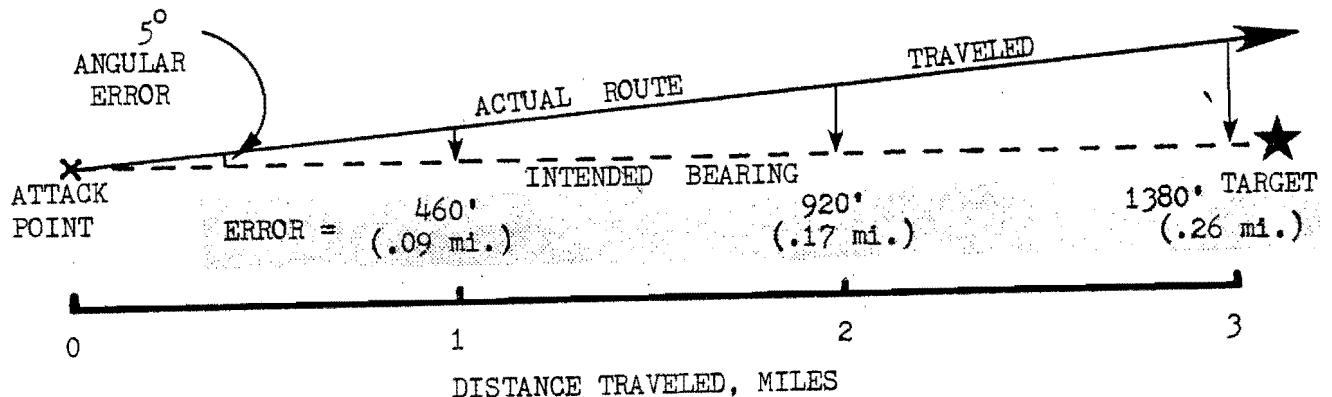 5°
ANGULAR
ERROR
ACTUAL ROUTE TRAVELED
ATTACK
POINT
INTENDED BEARING
TARGET
ERROR = 460' (.09 mi.)
920' (.17 mi.)
1380' (.26 mi.)
0 1 2 3
DISTANCE TRAVELED, MILES